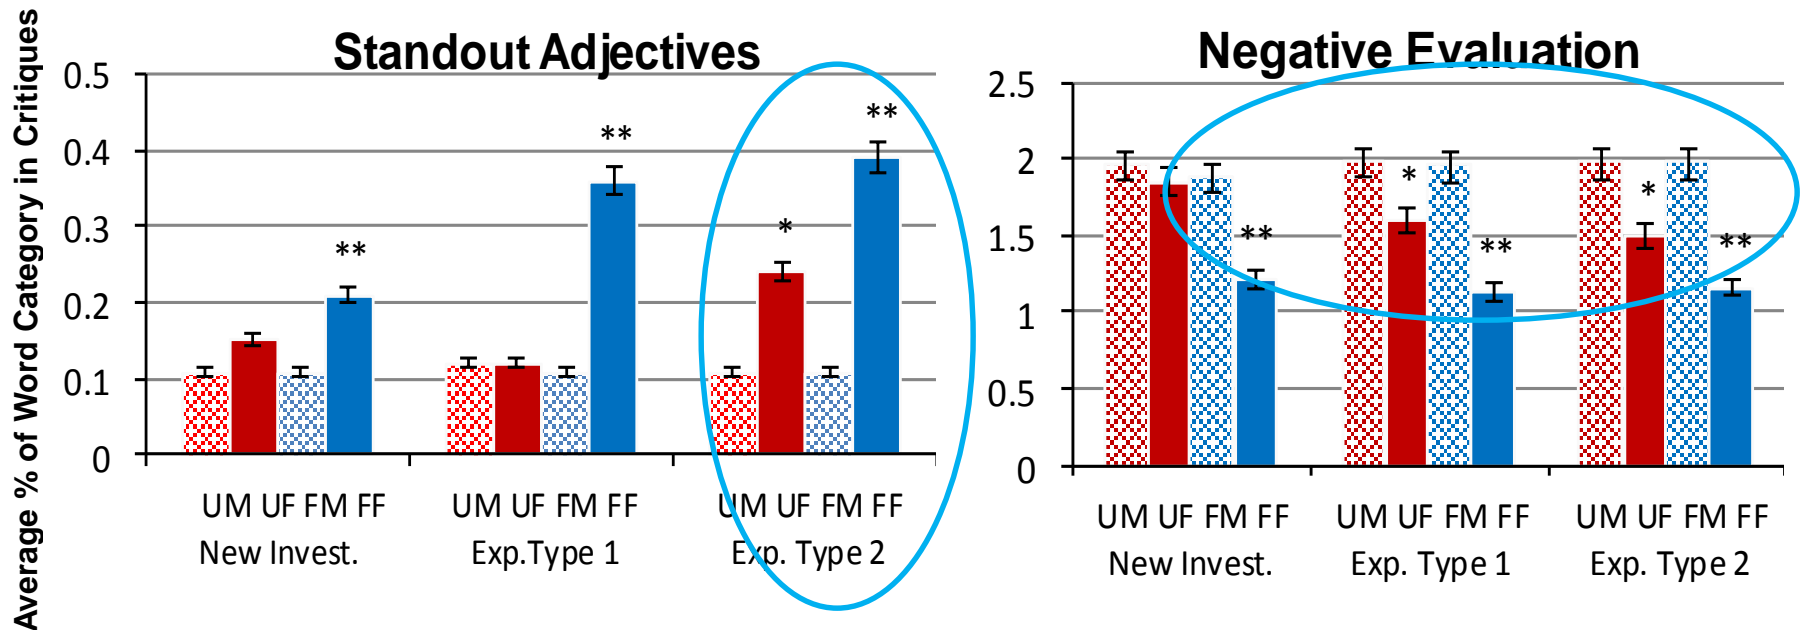 Average % of Word Category in Critiques
Standout Adjectives
0.5
0.4
0.3
0.2
0.1
0
**
**
*
**
UM UF FM FF
UM UF FM FF
UM UF FM FF
New Invest.
Exp.Type 1
Exp. Type 2
Negative Evaluation
2.5
2
1.5
1
0.5
0
**
*
**
*
**
UM UF FM FF
UM UF FM FF
UM UF FM FF
New Invest.
Exp. Type 1
Exp. Type 2